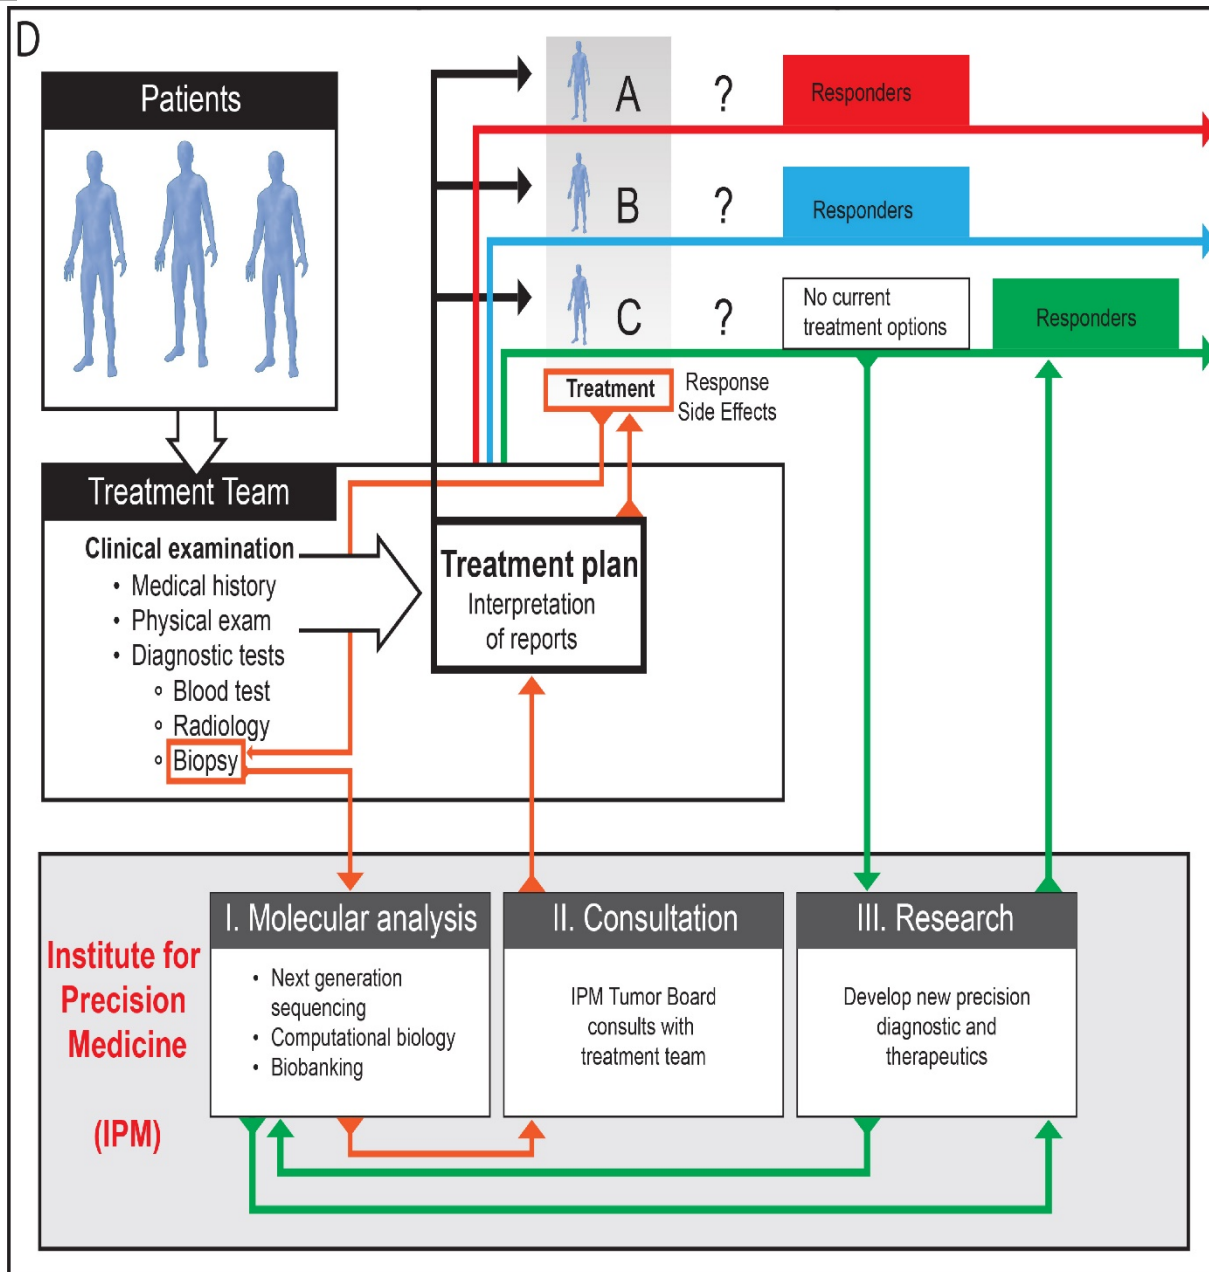 D
Patients
A
?
Responders
B
?
Responders
C
?
No current
treatment options
Responders
Treatment
Response
Side Effects
Treatment Team
Clinical examination
• Medical history
• Physical exam
• Diagnostic tests
Blood test
Radiology
Biopsy
Treatment plan
Interpretation
of reports
Institute for
Precision
Medicine
(IPM)
I. Molecular analysis
• Next generation
sequencing
• Computational biology
• Biobanking
II. Consultation
IPM Tumor Board
consults with
treatment team
III. Research
Develop new precision
diagnostic and
therapeutics